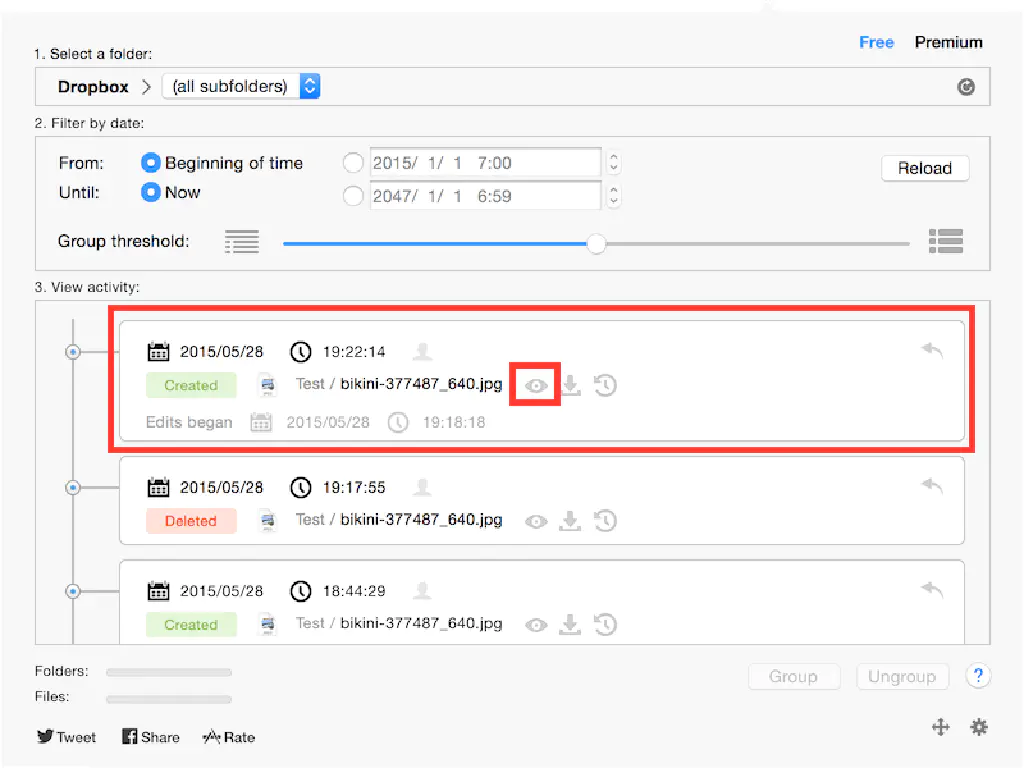 Free Premium
1. Select a folder:
Dropbox (all subfolders)
2. Filter by date:
From: Beginning of time 2015/ 1/ 1 7:00
Reload
Until: Now 2047/ 1/ 1 6:59
Group threshold:
3. View activity:
2015/05/28 19:22:14
Created Test / bikini-377487_640.jpg
Edits began 2015/05/28 19:18:18
2015/05/28 19:17:55
Deleted Test / bikini-377487_640.jpg
2015/05/28 18:44:29
Created Test / bikini-377487_640.jpg
Folders:
Files:
Group Ungroup ?
Tweet Share Rate